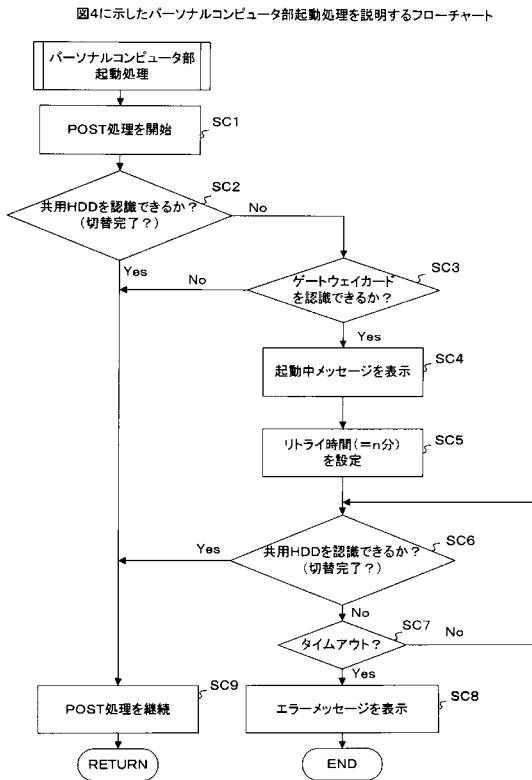 図4に示したパーソナルコンピュータ部起動処理を説明するフローチャート
パーソナルコンピュータ部
起動処理
POST処理を開始
SC1
共用HDDを認識できるか？
(切替完了？)
SC2
No
Yes
ゲートウェイカード
を認識できるか？
SC3
No
Yes
起動中メッセージを表示
SC4
リトライ時間(＝n分)
を設定
SC5
共用HDDを認識できるか？
(切替完了？)
SC6
Yes
No
タイムアウト？
SC7
No
Yes
POST処理を継続
SC9
エラーメッセージを表示
SC8
RETURN
END